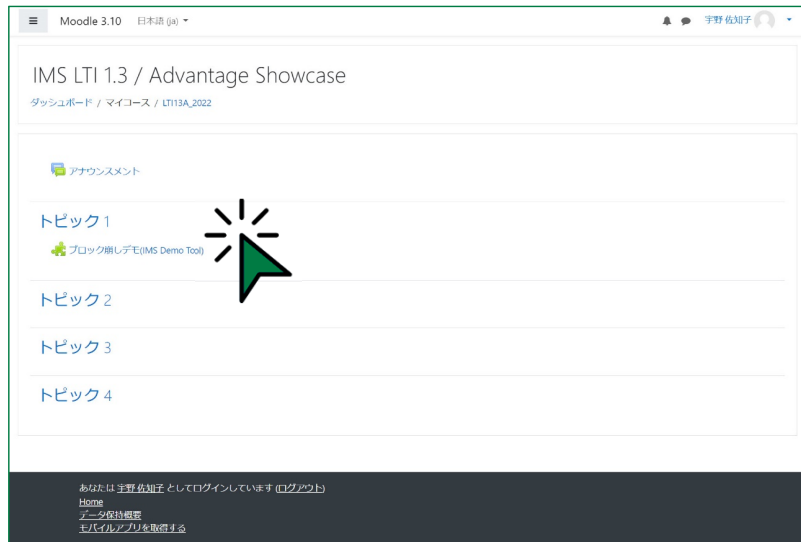 Moodle 3.10 日本語 (ja)
宇野 佐知子
IMS LTI 1.3 / Advantage Showcase
ダッシュボード / マイコース / LTI13A_2022
アナウンスメント
トピック 1
ブロック崩しデモ(IMS Demo Tool)
トピック 2
トピック 3
トピック 4
あなたは 宇野 佐知子 としてログインしています (ログアウト)
Home
データ保持概要
モバイルアプリを取得する